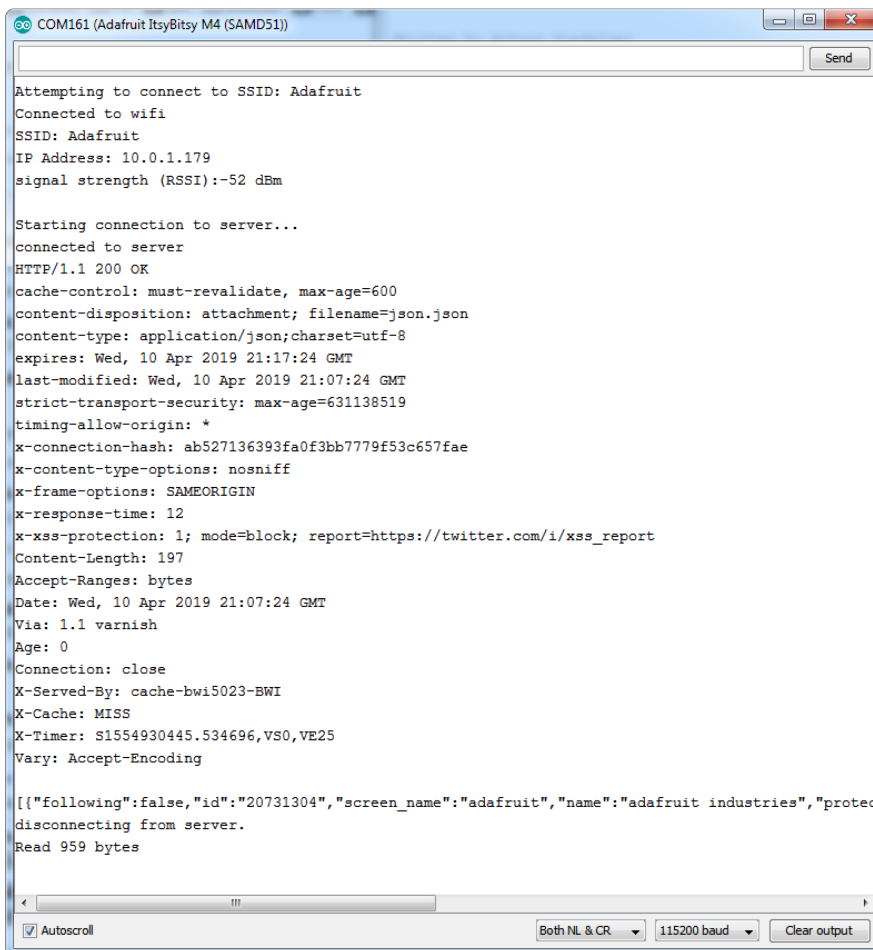 COM161 (Adafruit ItsyBitsy M4 (SAMD51))
Send
Attempting to connect to SSID: Adafruit
Connected to wifi
SSID: Adafruit
IP Address: 10.0.1.179
signal strength (RSSI):-52 dBm
Starting connection to server...
connected to server
HTTP/1.1 200 OK
cache-control: must-revalidate, max-age=600
content-disposition: attachment; filename=json.json
content-type: application/json;charset=utf-8
expires: Wed, 10 Apr 2019 21:17:24 GMT
last-modified: Wed, 10 Apr 2019 21:07:24 GMT
strict-transport-security: max-age=631138519
timing-allow-origin: *
x-connection-hash: ab527136393fa0f3bb7779f53c657fae
x-content-type-options: nosniff
x-frame-options: SAMEORIGIN
x-response-time: 12
x-xss-protection: 1; mode=block; report=https://twitter.com/i/xss_report
Content-Length: 197
Accept-Ranges: bytes
Date: Wed, 10 Apr 2019 21:07:24 GMT
Via: 1.1 varnish
Age: 0
Connection: close
X-Served-By: cache-bwi5023-BWI
X-Cache: MISS
X-Timer: S1554930445.534696,VS0,VE25
Vary: Accept-Encoding
[{"following":false,"id":"20731304","screen_name":"adafruit","name":"adafruit industries","protec
disconnecting from server.
Read 959 bytes
Autoscroll Both NL & CR 115200 baud Clear output